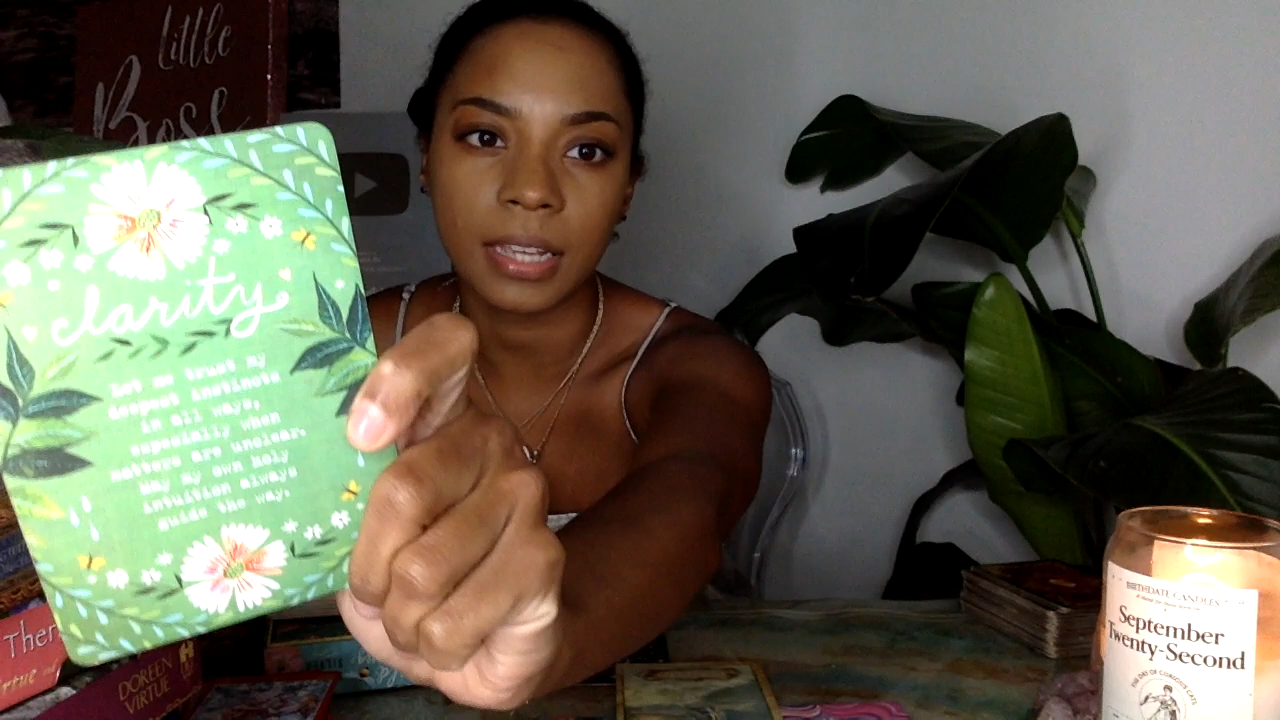 Little
Boss
clarity
Let me trust my
deepest instincts
in all ways,
especially when
matters are unclear.
May my own holy
intuition always
guide the way.
DOREEN
VIRTUE
BIRTHDATE CANDLES
September
Twenty-Second